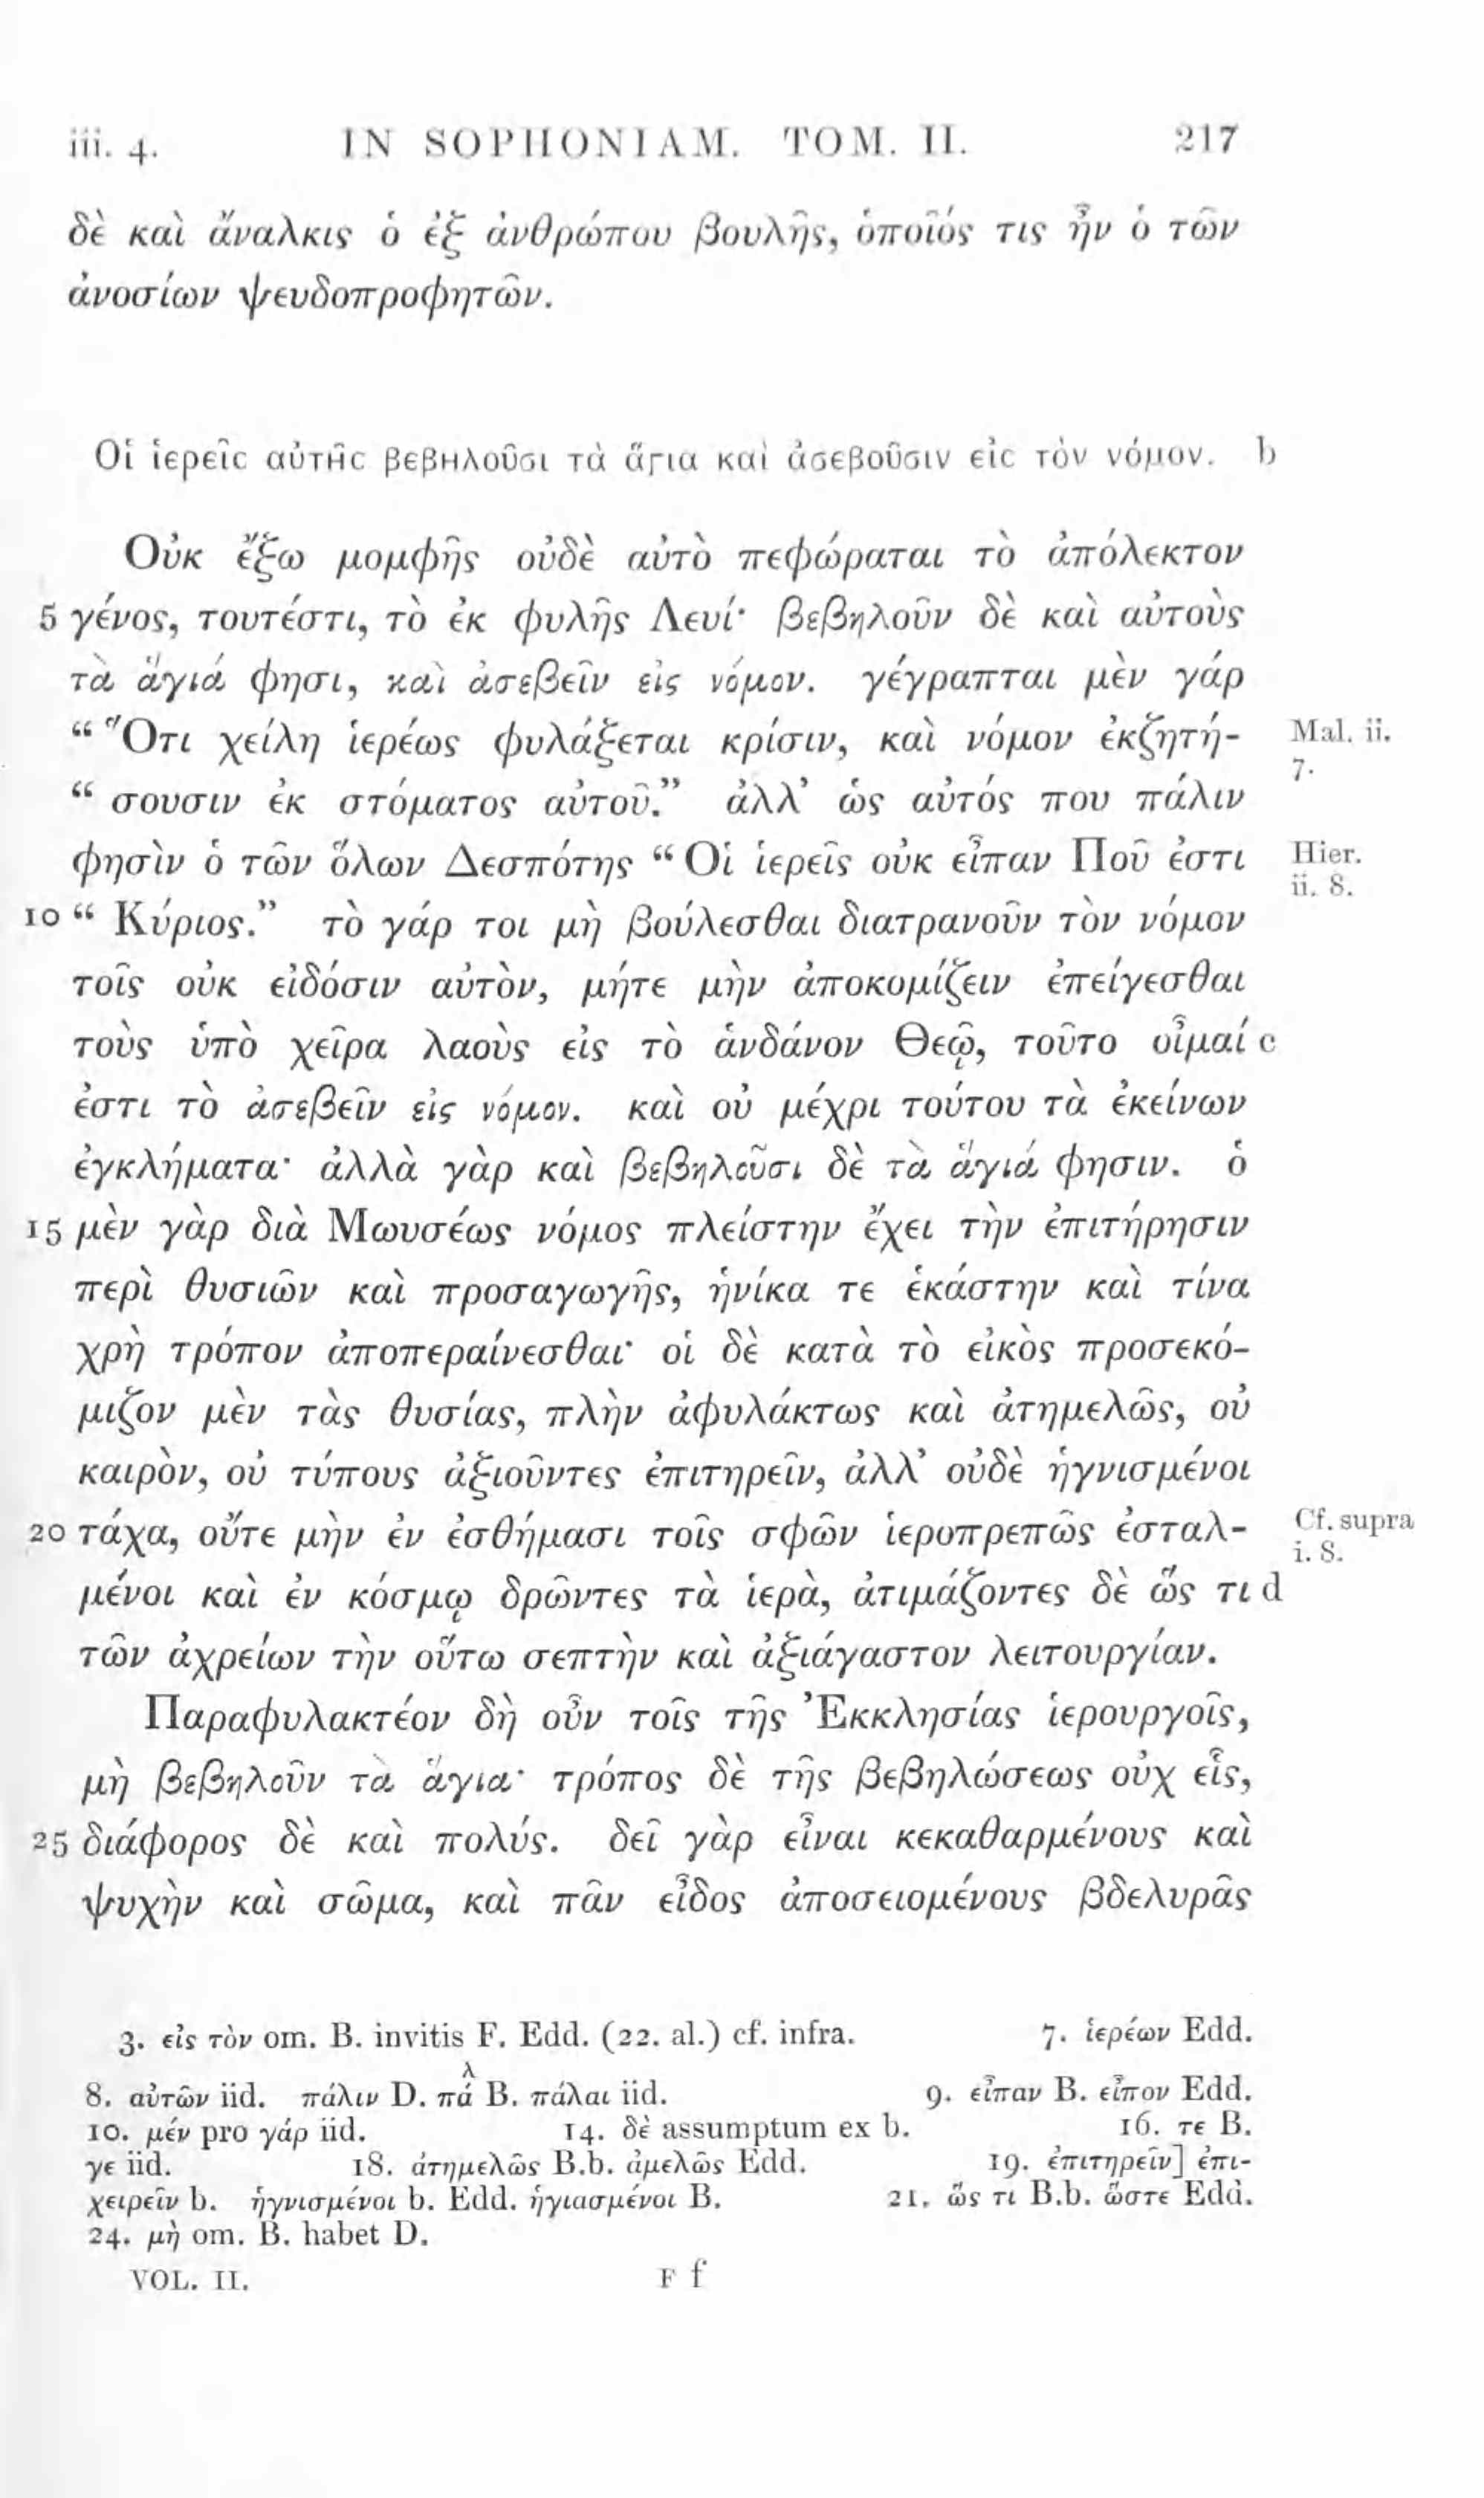 iii. 4. IN SOPHONIAM. TOM. II. 217
δὲ καὶ ἄναλκις ὁ ἐξ ἀνθρώπου βουλῆς, ὁποῖός τις ἦν ὁ τῶν
ἀνοσίων ψευδοπροφητῶν.
Οἱ ἱερεῖς αὐτῆς βεβηλοῦσι τὰ ἅγια καὶ ἀσεβοῦσιν εἰς τὸν νόμον. b
Οὐκ ἔξω μομφῆς οὐδὲ αὐτὸ πεφώραται τὸ ἀπόλεκτον
5 γένος, τουτέστι, τὸ ἐκ φυλῆς Λευί· βεβηλοῦν δὲ καὶ αὐτοὺς
τὰ ἅγιά φησι, καὶ ἀσεβεῖν εἰς νόμον. γέγραπται μὲν γάρ
“ Ὅτι χείλη ἱερέως φυλάξεται κρίσιν, καὶ νόμον ἐκζητή- Mal. ii.
7.
“ σουσιν ἐκ στόματος αὐτοῦ.” ἀλλ’ ὡς αὐτός που πάλιν
φησὶν ὁ τῶν ὅλων Δεσπότης “ Οἱ ἱερεῖς οὐκ εἶπαν Ποῦ ἐστι Hier.
ii. 8.
10 “ Κύριος.” τὸ γάρ τοι μὴ βούλεσθαι διατρανοῦν τὸν νόμον
τοῖς οὐκ εἰδόσιν αὐτὸν, μήτε μὴν ἀποκομίζειν ἐπείγεσθαι
τοὺς ὑπὸ χεῖρα λαοὺς εἰς τὸ ἁνδάνον Θεῷ, τοῦτο οἶμαί c
ἐστι τὸ ἀσεβεῖν εἰς νόμον. καὶ οὐ μέχρι τούτου τὰ ἐκείνων
ἐγκλήματα· ἀλλὰ γὰρ καὶ βεβηλοῦσι δὲ τὰ ἅγιά φησιν. ὁ
15 μὲν γὰρ διὰ Μωυσέως νόμος πλείστην ἔχει τὴν ἐπιτήρησιν
περὶ θυσιῶν καὶ προσαγωγῆς, ἡνίκα τε ἑκάστην καὶ τίνα
χρὴ τρόπον ἀποπεραίνεσθαι· οἱ δὲ κατὰ τὸ εἰκὸς προσεκό-
μιζον μὲν τὰς θυσίας, πλὴν ἀφυλάκτως καὶ ἀτημελῶς, οὐ
καιρὸν, οὐ τύπους ἀξιοῦντες ἐπιτηρεῖν, ἀλλ’ οὐδὲ ἡγνισμένοι
20 τάχα, οὔτε μὴν ἐν ἐσθήμασι τοῖς σφῶν ἱεροπρεπῶς ἐσταλ- Cf. supra
i. 8.
μένοι καὶ ἐν κόσμῳ δρῶντες τὰ ἱερὰ, ἀτιμάζοντες δὲ ὥς τι d
τῶν ἀχρείων τὴν οὕτω σεπτὴν καὶ ἀξιάγαστον λειτουργίαν.
Παραφυλακτέον δὴ οὖν τοῖς τῆς Ἐκκλησίας ἱερουργοῖς,
μὴ βεβηλοῦν τὰ ἅγια· τρόπος δὲ τῆς βεβηλώσεως οὐχ εἷς,
25 διάφορος δὲ καὶ πολύς. δεῖ γὰρ εἶναι κεκαθαρμένους καὶ
ψυχὴν καὶ σῶμα, καὶ πᾶν εἶδος ἀποσειομένους βδελυρᾶς
3. εἰς τὸν om. B. invitis F. Edd. (22. al.) cf. infra. 7. ἱερέων Edd.
8. αὐτῶν iid. πάλιν D. πάλ B. πάλαι iid. 9. εἶπαν B. εἶπον Edd.
10. μέν pro γάρ iid. 14. δὲ assumptum ex b. 16. τε B.
γε iid. 18. ἀτημελῶς B.b. ἀμελῶς Edd. 19. ἐπιτηρεῖν] ἐπι-
χειρεῖν b. ἡγνισμένοι b. Edd. ἡγιασμένοι B. 21. ὥς τι B.b. ὥστε Edd.
24. μὴ om. B. habet D.
VOL. II. F f